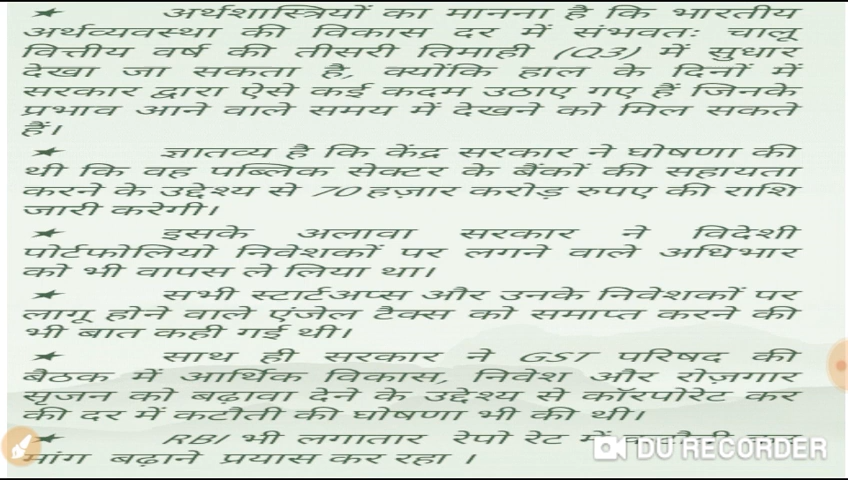 ★ अर्थशास्त्रियों का मानना है कि भारतीय
अर्थव्यवस्था की विकास दर में संभवतः चालू
वित्तीय वर्ष की तीसरी तिमाही (Q3) में सुधार
देखा जा सकता है, क्योंकि हाल के दिनों में
सरकार द्वारा ऐसे कई कदम उठाए गए हैं जिनके
प्रभाव आने वाले समय में देखने को मिल सकते
हैं।
★ ज्ञातव्य है कि केंद्र सरकार ने घोषणा की
थी कि वह पब्लिक सेक्टर के बैंकों की सहायता
करने के उद्देश्य से 70 हज़ार करोड़ रुपए की राशि
जारी करेगी।
★ इसके अलावा सरकार ने विदेशी
पोर्टफोलियो निवेशकों पर लगने वाले अधिभार
को भी वापस ले लिया था।
★ सभी स्टार्टअप्स और उनके निवेशकों पर
लागू होने वाले एंजेल टैक्स को समाप्त करने की
भी बात कही गई थी।
★ साथ ही सरकार ने GST परिषद की
बैठक में आर्थिक विकास, निवेश और रोज़गार
सृजन को बढ़ावा देने के उद्देश्य से कॉरपोरेट कर
की दर में कटौती की घोषणा भी की थी।
★ RBI भी लगातार रेपो रेट में
मांग बढ़ाने प्रयास कर रहा ।
DU RECORDER